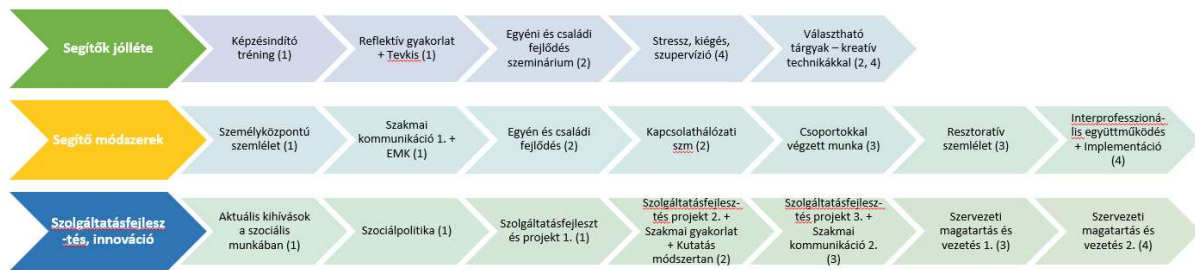 Segítők jólléte
Képzésindító
tréning (1)
Reflektív gyakorlat
+ Tevkis (1)
Egyéni és családi
fejlődés
szeminárium (2)
Stressz, kiégés,
szupervízió (4)
Választható
tárgyak – kreatív
technikákkal (2, 4)
Segítő módszerek
Személyközpontú
szemlélet (1)
Szakmai
kommunikáció 1. +
EMK (1)
Egyén és családi
fejlődés (2)
Kapcsolathálózati
szm (2)
Csoportokkal
végzett munka (3)
Resztoratív
szemlélet (3)
Interprofesszioná-
lis együttműködés
+ Implementáció
(4)
Szolgáltatásfejlesz
-tés, innováció
Aktuális kihívások
a szociális
munkában (1)
Szociálpolitika (1)
Szolgáltatásfejleszt
és projekt 1. (1)
Szolgáltatásfejlesz-
tés projekt 2. +
Szakmai gyakorlat
+ Kutatás
módszertan (2)
Szolgáltatásfejlesz-
tés projekt 3. +
Szakmai
kommunikáció 2.
(3)
Szervezeti
magatartás és
vezetés 1. (3)
Szervezeti
magatartás és
vezetés 2. (4)